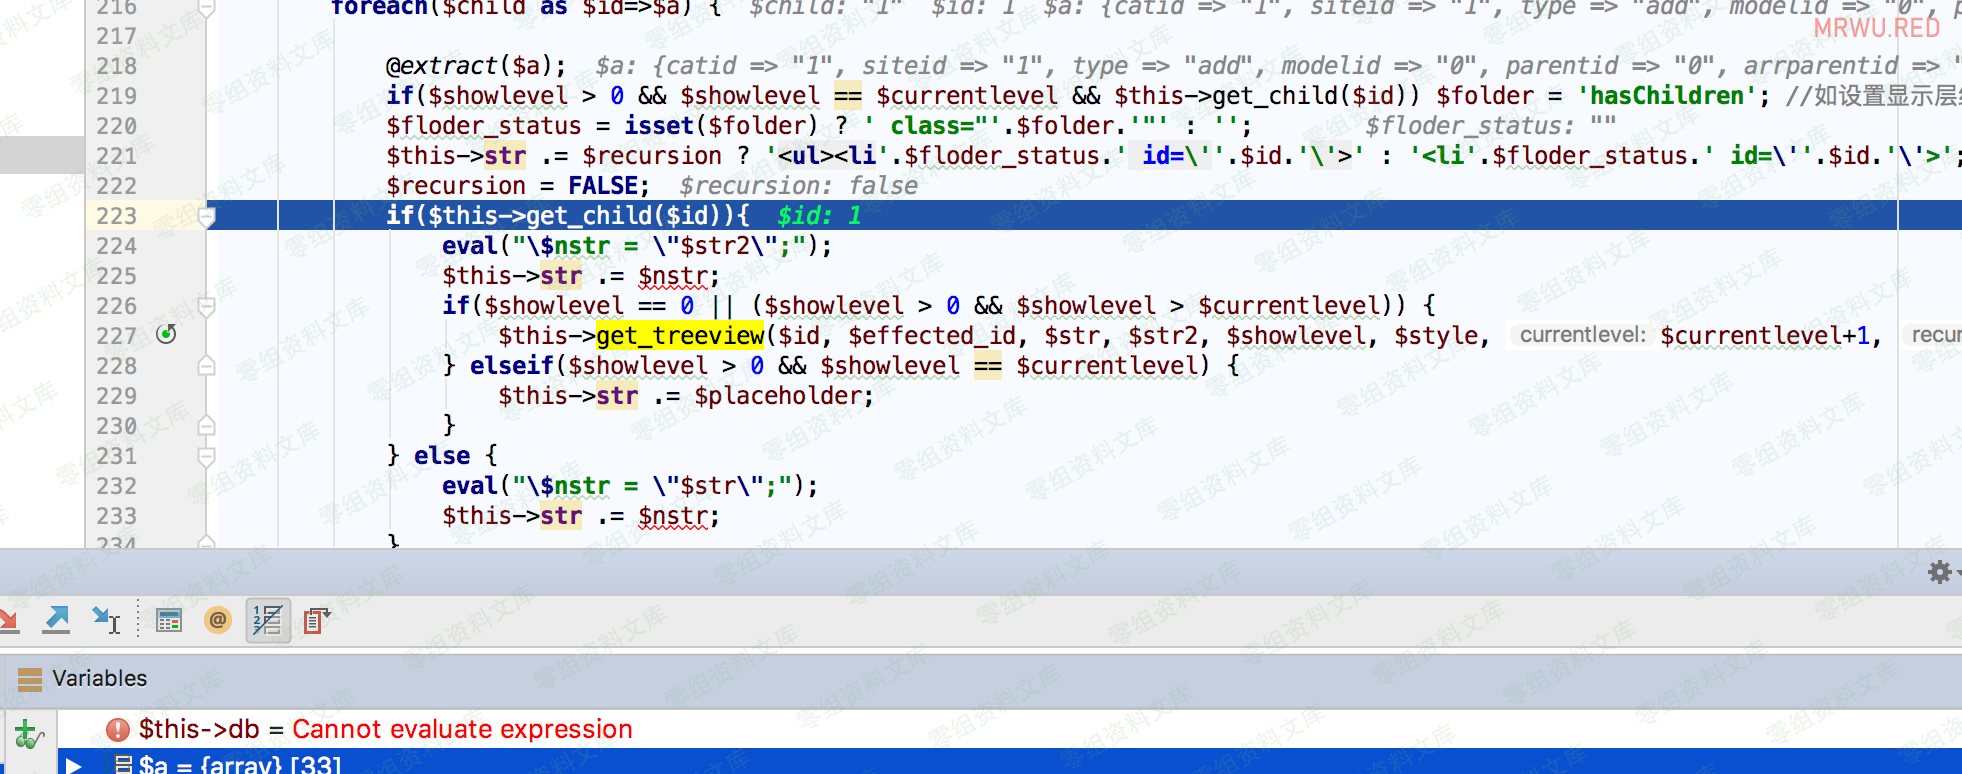 216 foreach($child as $id=>$a) { $child: "1" $id: 1 $a: {catid => "1", siteid => "1", type => "add", modelid => "0", p
MRWU.RED
217
218 @extract($a); $a: {catid => "1", siteid => "1", type => "add", modelid => "0", parentid => "0", arrparentid => "
219 if($showlevel > 0 && $showlevel == $currentlevel && $this->get_child($id)) $folder = 'hasChildren'; //如设置显示层
220 $floder_status = isset($folder) ? ' class="'.$folder.'"' : ''; $floder_status: ""
221 $this->str .= $recursion ? '<ul><li'.$floder_status.' id=\''.$id.'\'>' : '<li'.$floder_status.' id=\''.$id.'\'>';
222 $recursion = FALSE; $recursion: false
223 if($this->get_child($id)){ $id: 1
224 eval("\$nstr = \"$str2\";");
225 $this->str .= $nstr;
226 if($showlevel == 0 || ($showlevel > 0 && $showlevel > $currentlevel)) {
227 $this->get_treeview($id, $effected_id, $str, $str2, $showlevel, $style, currentlevel: $currentlevel+1, recur
228 } elseif($showlevel > 0 && $showlevel == $currentlevel) {
229 $this->str .= $placeholder;
230 }
231 } else {
232 eval("\$nstr = \"$str\";");
233 $this->str .= $nstr;
234 }
Variables
$this->db = Cannot evaluate expression
$a = {array} [33]
零组资料文库